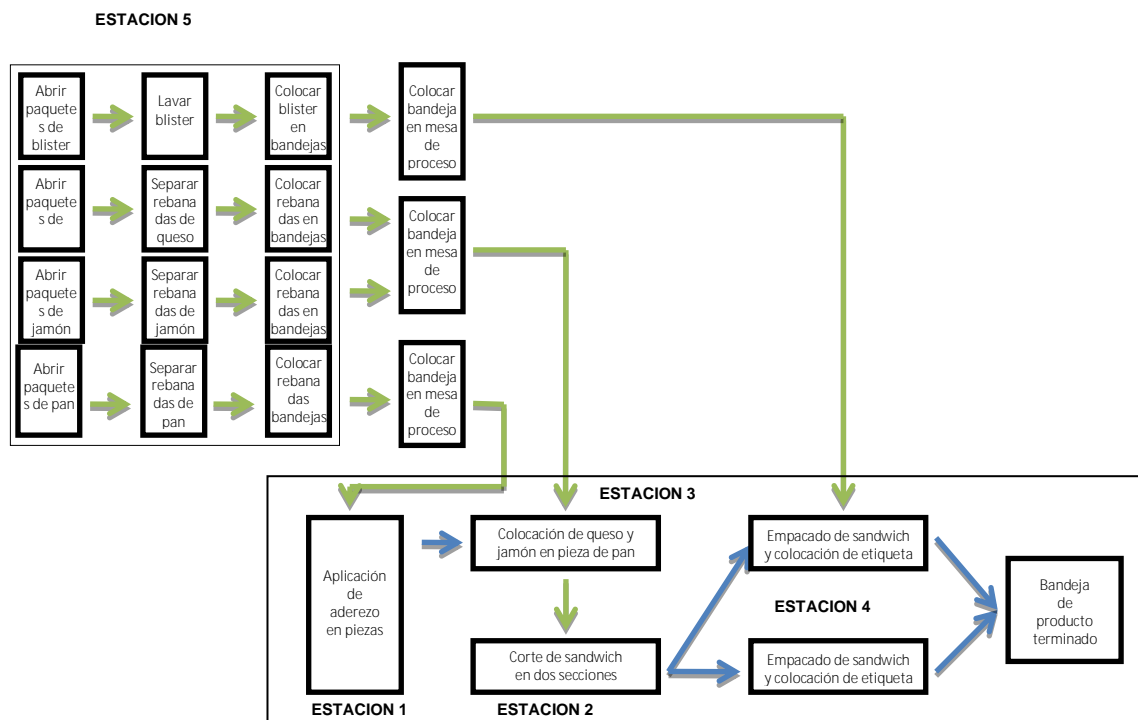 ESTACION 5
Abrir
paquete
s de
blister
Lavar
blister
Colocar
blister
en
bandejas
Colocar
bandeja
en mesa
de
proceso
Abrir
paquete
s de
Separar
rebana
das de
queso
Colocar
rebana
das en
bandejas
Colocar
bandeja
en mesa
de
proceso
Abrir
paquete
s de
jamón
Separar
rebana
das de
jamón
Colocar
rebana
das en
bandejas
Abrir
paquete
s de pan
Separar
rebana
das de
pan
Colocar
rebana
das
bandejas
Colocar
bandeja
en mesa
de
proceso
ESTACION 3
Aplicación
de
aderezo
en piezas
Colocación de queso y
jamón en pieza de pan
Empacado de sandwich
y colocación de etiqueta
ESTACION 4
Bandeja
de
producto
terminado
Corte de sandwich
en dos secciones
Empacado de sandwich
y colocación de etiqueta
ESTACION 1
ESTACION 2